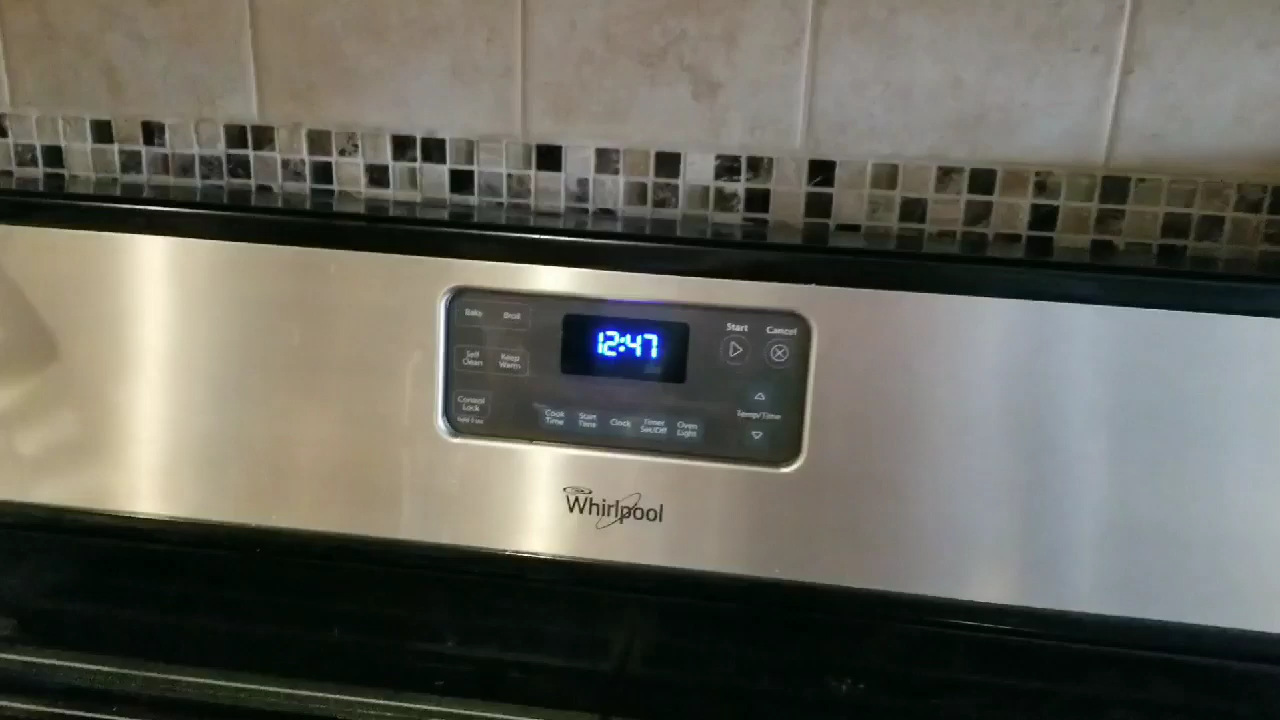 Bake Broil
12:47
Start Cancel
Self
Clean
Keep
Warm
Control
Lock
Temp/Time
Cook
Time
Start
Time
Clock
Timer
Set/Off
Oven
Light
Whirlpool